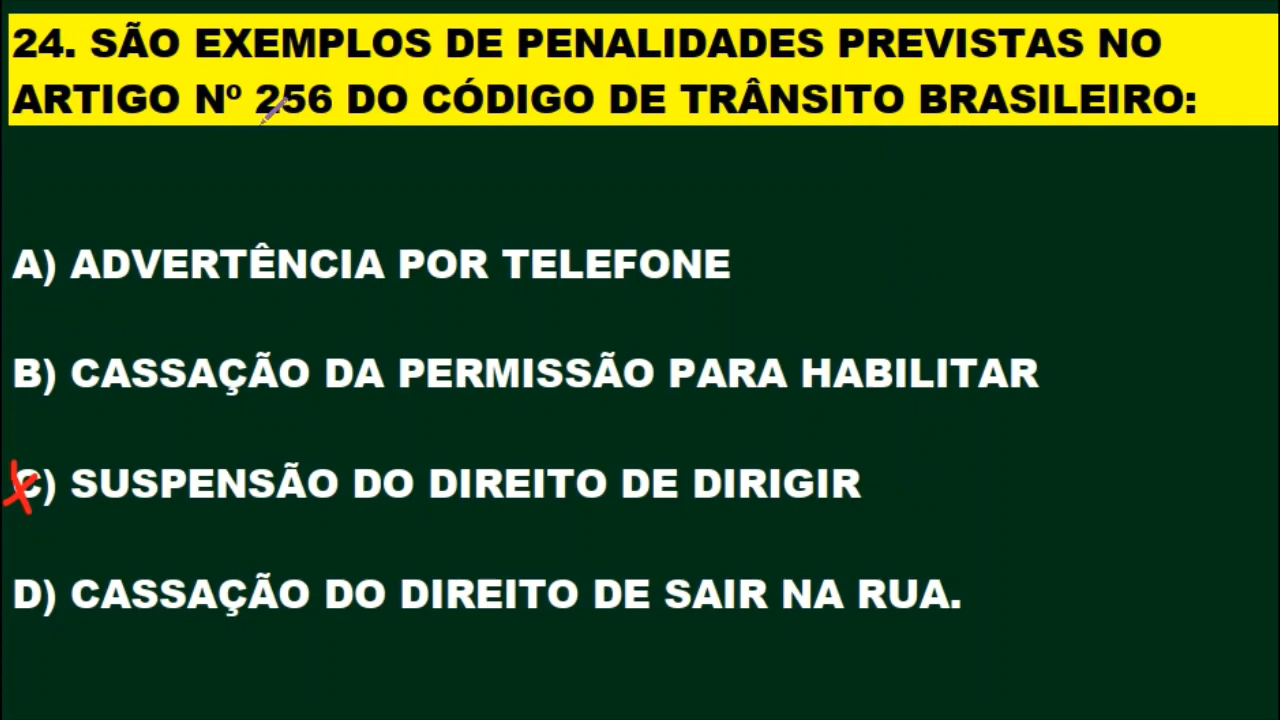 24. SÃO EXEMPLOS DE PENALIDADES PREVISTAS NO
ARTIGO Nº 256 DO CÓDIGO DE TRÂNSITO BRASILEIRO:
A) ADVERTÊNCIA POR TELEFONE
B) CASSAÇÃO DA PERMISSÃO PARA HABILITAR
C) SUSPENSÃO DO DIREITO DE DIRIGIR
D) CASSAÇÃO DO DIREITO DE SAIR NA RUA.